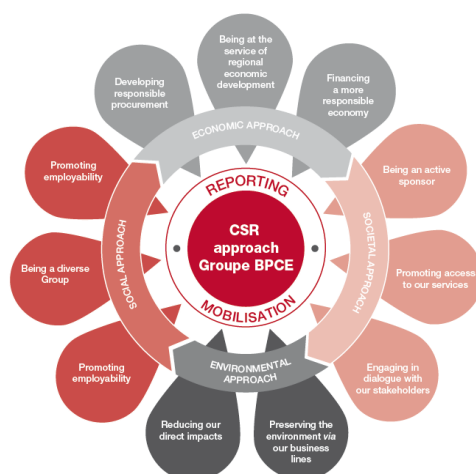 Being at the
service of
regional
economic
development
Developing
responsible
procurement
Financing
a more
responsible
economy
ECONOMIC APPROACH
Promoting
employability
Being an active
sponsor
REPORTING
CSR
approach
Groupe BPCE
MOBILISATION
SOCIAL APPROACH
SOCIETAL APPROACH
Being a diverse
Group
Promoting access
to our services
Promoting
employability
Engaging in
dialogue with
our stakeholders
ENVIRONMENTAL
APPROACH
Reducing our
direct impacts
Preserving the
environment via
our business
lines